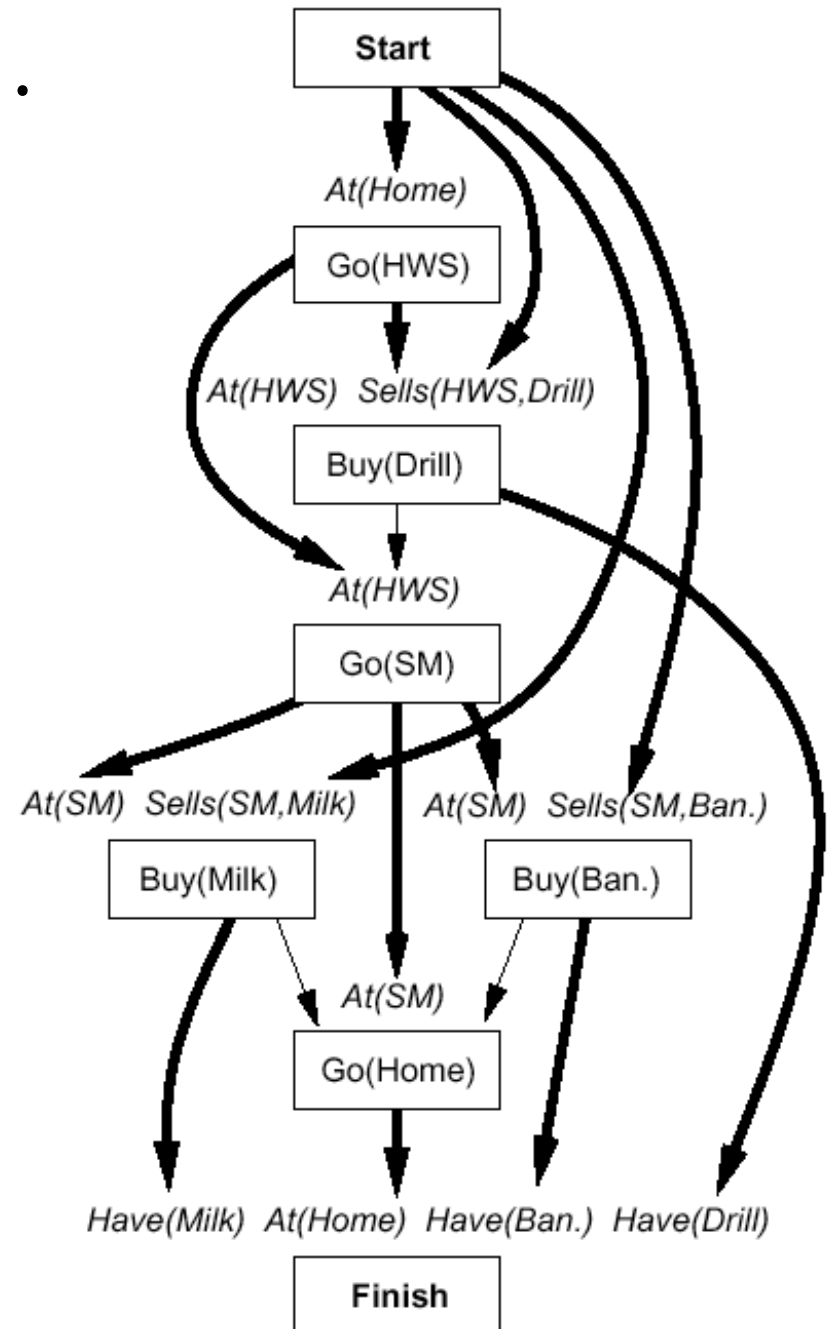 Start
•
At(Home)
Go(HWS)
At(HWS) Sells(HWS,Drill)
Buy(Drill)
At(HWS)
Go(SM)
At(SM) Sells(SM,Milk) At(SM) Sells(SM,Ban.)
Buy(Milk) Buy(Ban.)
At(SM)
Go(Home)
Have(Milk) At(Home) Have(Ban.) Have(Drill)
Finish